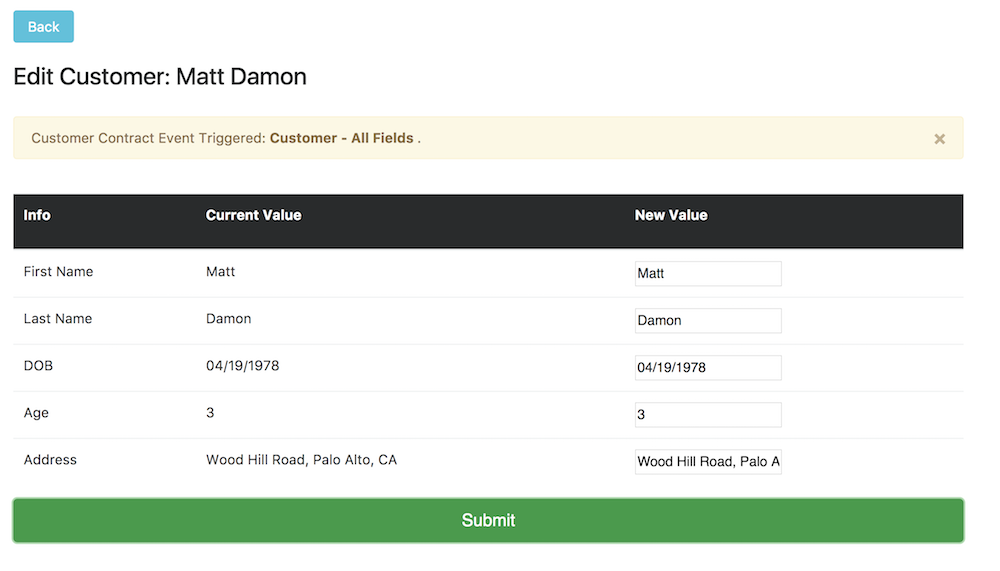 Back
Edit Customer: Matt Damon
Customer Contract Event Triggered: Customer - All Fields .
×
Info Current Value New Value
First Name Matt Matt
Last Name Damon Damon
DOB 04/19/1978 04/19/1978
Age 3 3
Address Wood Hill Road, Palo Alto, CA Wood Hill Road, Palo A
Submit